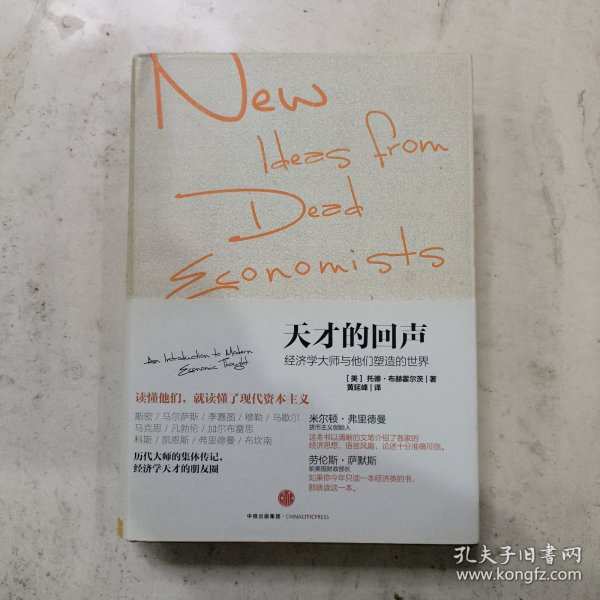 New
Ideas from
Dead
Economists
天才的回声
经济学大师与他们塑造的世界
An Introduction to Modern
Economic Thought
[美] 托德·布赫霍尔茨 | 著
黄延峰 | 译
读懂他们，就读懂了现代资本主义
斯密 / 马尔萨斯 / 李嘉图 / 穆勒 / 马歇尔
马克思 / 凡勃伦 / 加尔布雷思
科斯 / 凯恩斯 / 弗里德曼 / 布坎南
历代大师的集体传记，
经济学天才的朋友圈
米尔顿·弗里德曼
货币主义创始人
这本书以清晰的文笔介绍了各家的
经济思想，语言风趣，论述十分准确可信。
劳伦斯·萨默斯
前美国财政部长
如果你今年只读一本经济类的书，
那就读这一本。
中信出版集团 · CHINACITICPRESS
孔夫子旧书网
www.kongfz.com